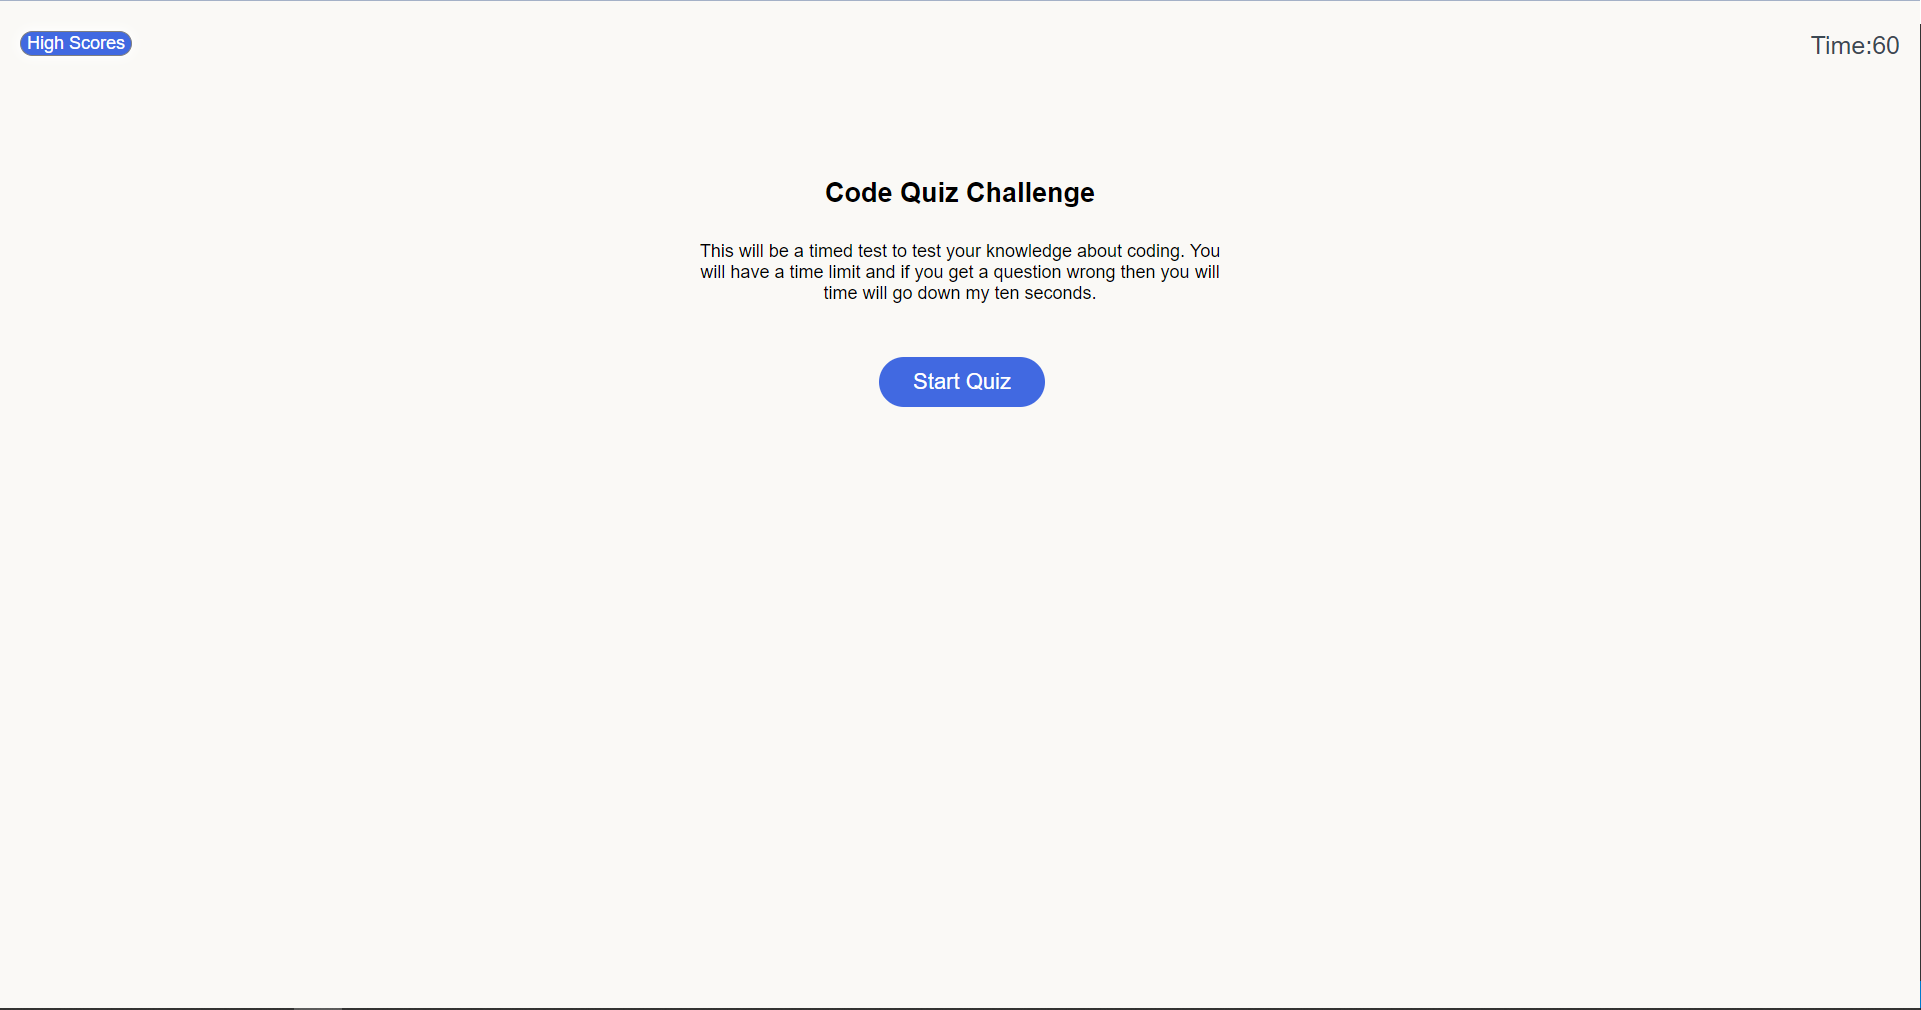 High Scores
Time:60
Code Quiz Challenge
This will be a timed test to test your knowledge about coding. You
will have a time limit and if you get a question wrong then you will
time will go down my ten seconds.
Start Quiz